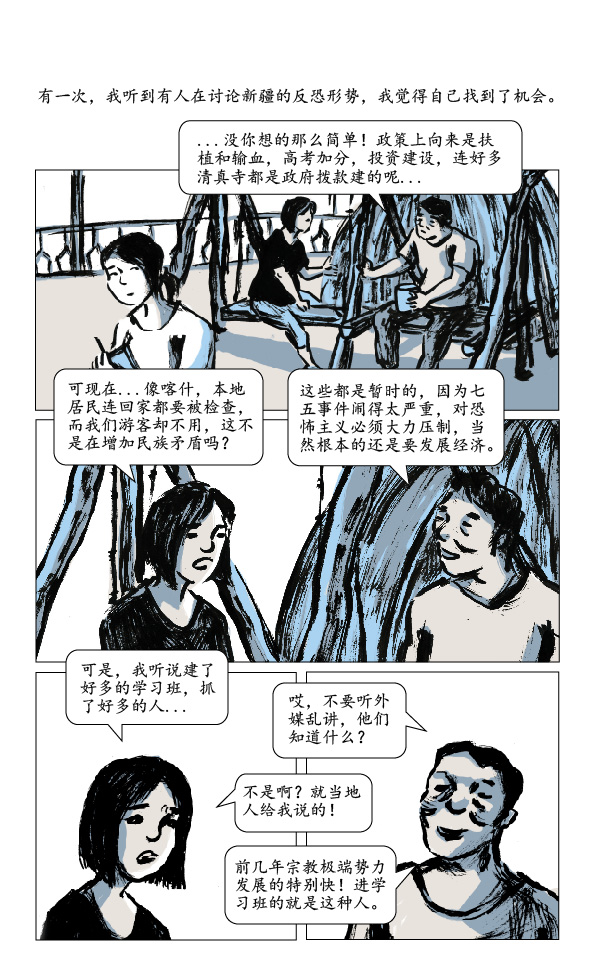 有一次，我听到有人在讨论新疆的反恐形势，我觉得自己找到了机会。
...没你想的那么简单！政策上向来是扶
植和输血，高考加分，投资建设，连好多
清真寺都是政府拨款建的呢...
可现在...像喀什，本地
居民连回家都要被检查，
而我们游客却不用，这不
是在增加民族矛盾吗？
这些都是暂时的，因为七
五事件闹得太严重，对恐
怖主义必须大力压制，当
然根本的还是要发展经济。
可是，我听说建了
好多的学习班，抓
了好多的人...
哎，不要听外
媒乱讲，他们
知道什么？
不是啊？就当地
人给我说的！
前几年宗教极端势力
发展的特别快！进学
习班的就是这种人。